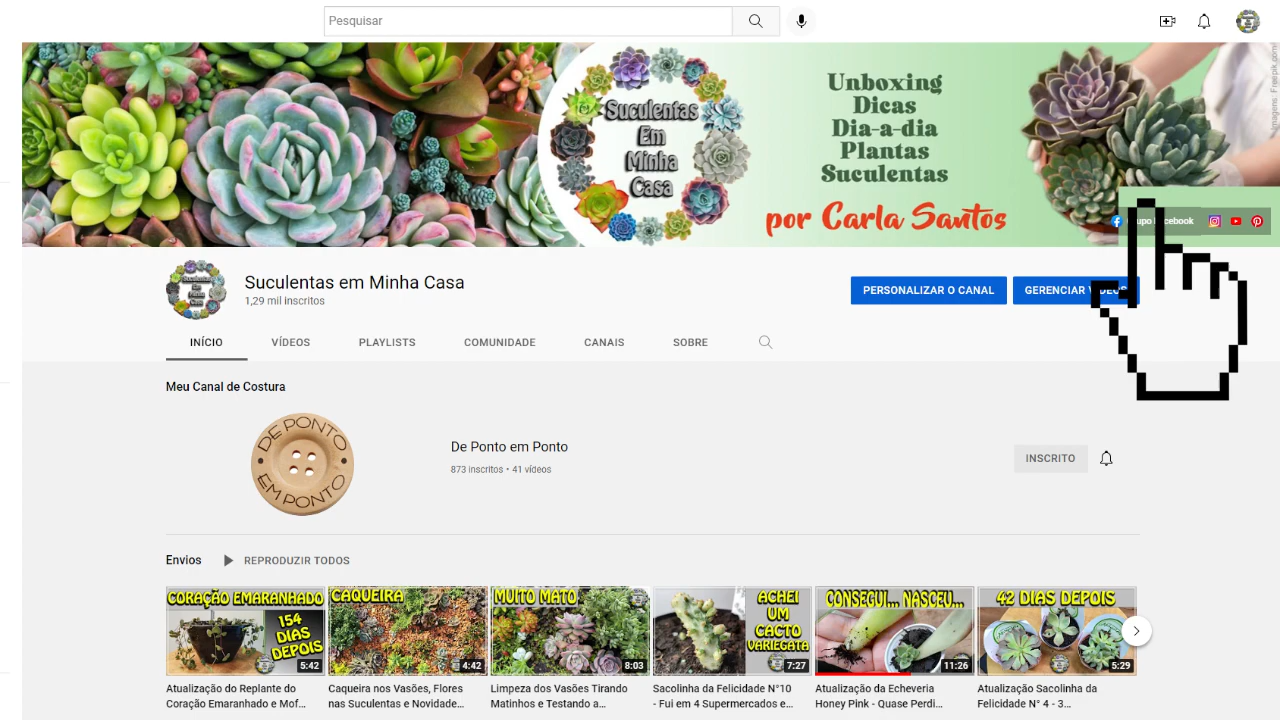 Pesquisar
Suculentas
Em
Minha
Casa
Unboxing
Dicas
Dia-a-dia
Plantas
Suculentas
por Carla Santos
Imagens: Freepik.com
Suculentas em Minha Casa
1,29 mil inscritos
PERSONALIZAR O CANAL
GERENCIAR VÍDEOS
INÍCIO
VÍDEOS
PLAYLISTS
COMUNIDADE
CANAIS
SOBRE
Meu Canal de Costura
DE PONTO
EM PONTO
De Ponto em Ponto
873 inscritos • 41 vídeos
INSCRITO
Envios
REPRODUZIR TODOS
CORAÇÃO EMARANHADO
154
DIAS
DEPOIS
5:42
CAQUEIRA
4:42
MUITO MATO
8:03
ACHEI
UM
CACTO
VARIEGATA
7:27
CONSEGUI... NASCEU...
11:26
42 DIAS DEPOIS
5:29
Atualização do Replante do
Coração Emaranhado e Mof...
Caqueira nos Vasões, Flores
nas Suculentas e Novidade...
Limpeza dos Vasões Tirando
Matinhos e Testando a...
Sacolinha da Felicidade N°10
- Fui em 4 Supermercados e...
Atualização da Echeveria
Honey Pink - Quase Perdi...
Atualização Sacolinha da
Felicidade N° 4 - 3...